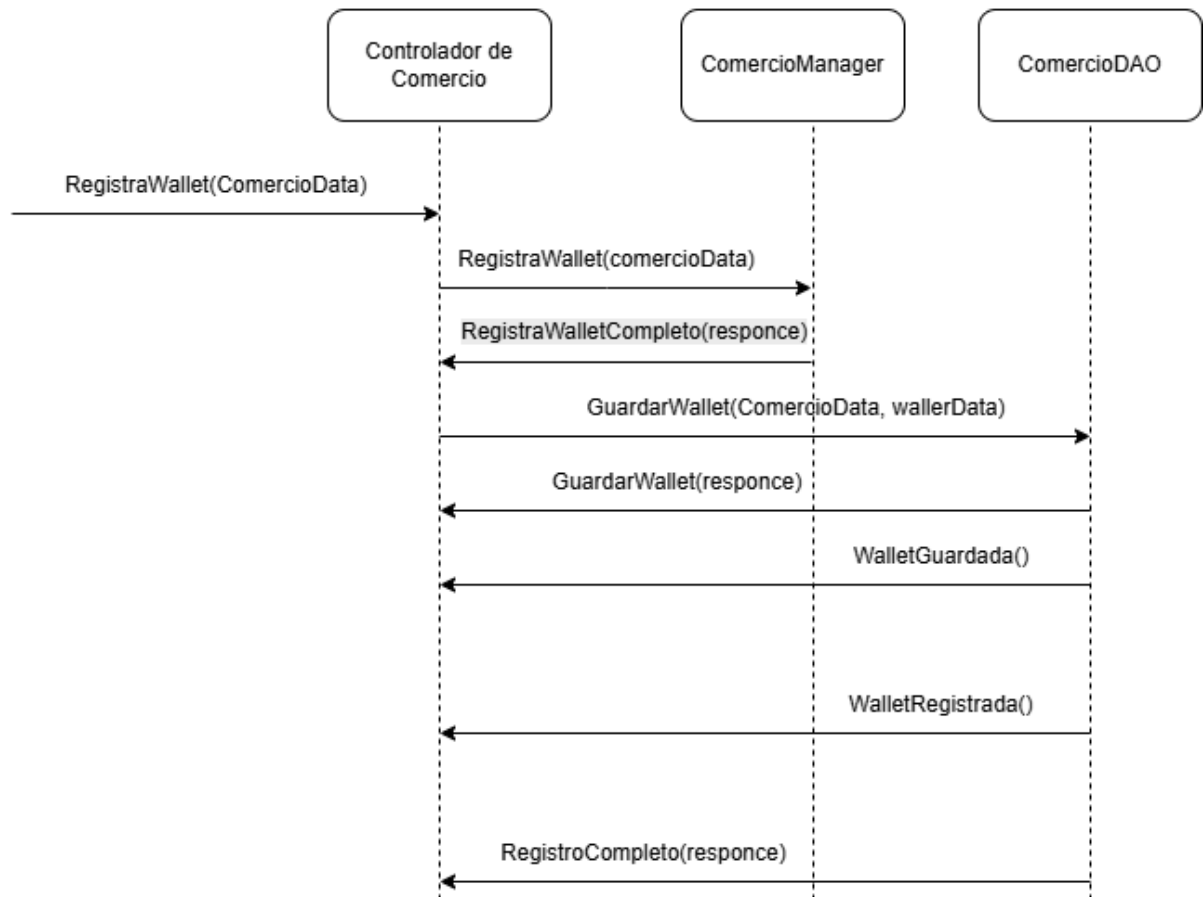 Controlador de
Comercio
ComercioManager
ComercioDAO
RegistraWallet(ComercioData)
RegistraWallet(comercioData)
RegistraWalletCompleto(responce)
GuardarWallet(ComercioData, wallerData)
GuardarWallet(responce)
WalletGuardada()
WalletRegistrada()
RegistroCompleto(responce)